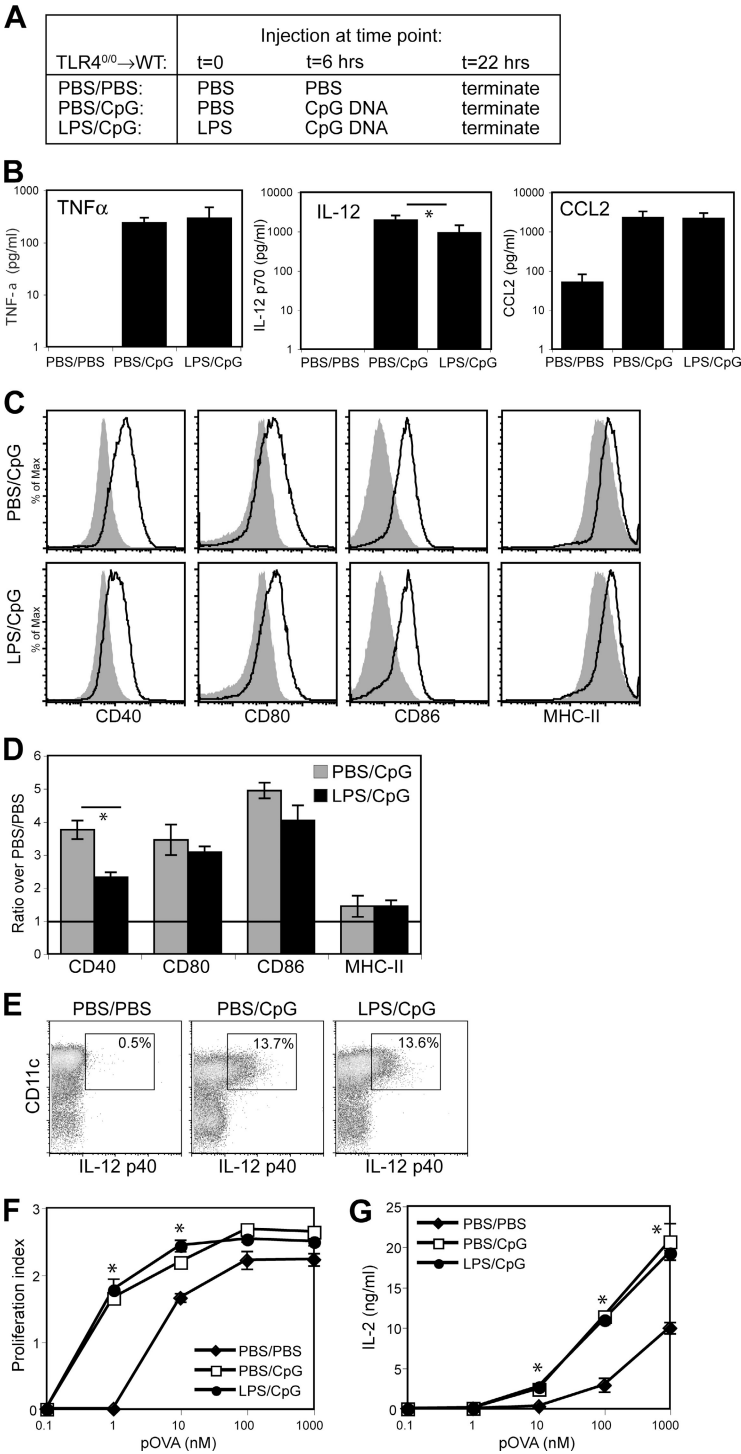 A
Injection at time point:
TLR40/0→WT: t=0 t=6 hrs t=22 hrs
PBS/PBS: PBS PBS terminate
PBS/CpG: PBS CpG DNA terminate
LPS/CpG: LPS CpG DNA terminate
B
TNFα
TNF-a (pg/ml)
1000
100
10
1
PBS/PBS PBS/CpG LPS/CpG
IL-12
*
IL-12 p70 (pg/ml)
10000
1000
100
10
1
PBS/PBS PBS/CpG LPS/CpG
CCL2
CCL2 (pg/ml)
10000
1000
100
10
1
PBS/PBS PBS/CpG LPS/CpG
C
PBS/CpG
% of Max
LPS/CpG
% of Max
CD40 CD80 CD86 MHC-II
D
Ratio over PBS/PBS
6
5
4
3
2
1
0
PBS/CpG
LPS/CpG
*
CD40 CD80 CD86 MHC-II
E
PBS/PBS PBS/CpG LPS/CpG
0.5% 13.7% 13.6%
CD11c
IL-12 p40 IL-12 p40 IL-12 p40
F
Proliferation index
3
2
1
0
* *
PBS/PBS
PBS/CpG
LPS/CpG
0.1 1 10 100 1000
pOVA (nM)
G
IL-2 (ng/ml)
25
20
15
10
5
0
PBS/PBS
PBS/CpG
LPS/CpG
* * *
0.1 1 10 100 1000
pOVA (nM)